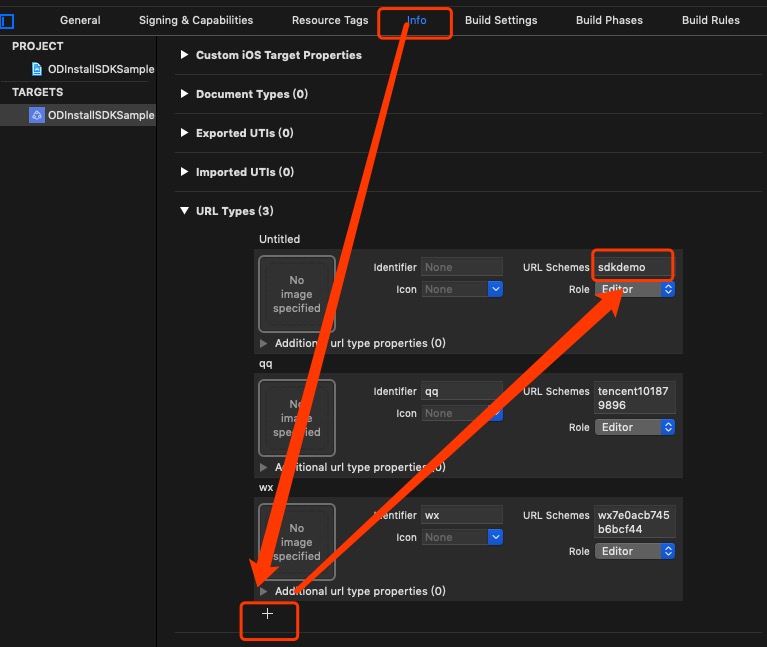 General Signing & Capabilities Resource Tags Info Build Settings Build Phases Build Rules
PROJECT
ODInstallSDKSample
TARGETS
ODInstallSDKSample
Custom iOS Target Properties
Document Types (0)
Exported UTIs (0)
Imported UTIs (0)
URL Types (3)
Untitled
No
image
specified
Identifier None URL Schemes sdkdemo
Icon None Role Editor
Additional url type properties (0)
qq
No
image
specified
Identifier qq URL Schemes tencent10187
9896
Icon None Role Editor
Additional url type properties (0)
wx
No
image
specified
Identifier wx URL Schemes wx7e0acb745
b6bcf44
Icon None Role Editor
Additional url type properties (0)
+